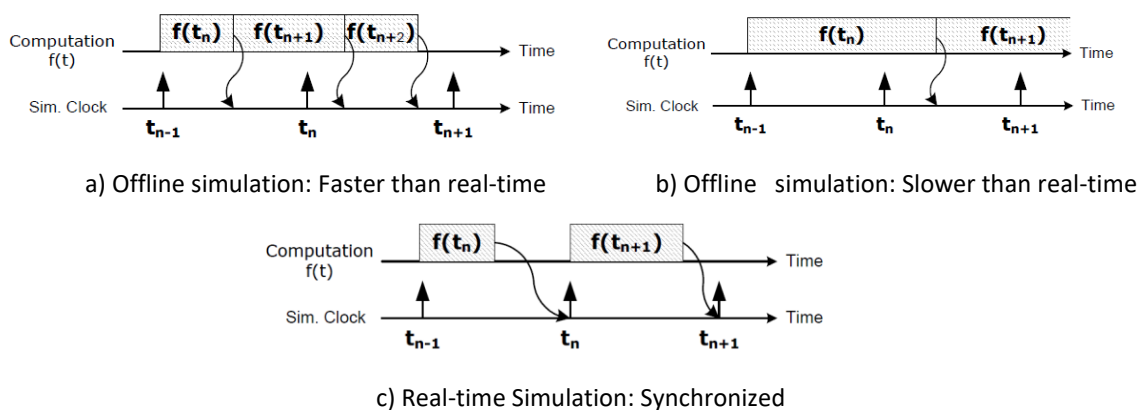 f(tn) f(tn+1) f(tn+2)
Computation
f(t)
Time
Sim. Clock
Time
tn-1 tn tn+1
a) Offline simulation: Faster than real-time
f(tn) f(tn+1)
Computation
f(t)
Time
Sim. Clock
Time
tn-1 tn tn+1
b) Offline simulation: Slower than real-time
f(tn) f(tn+1)
Computation
f(t)
Time
Sim. Clock
Time
tn-1 tn tn+1
c) Real-time Simulation: Synchronized